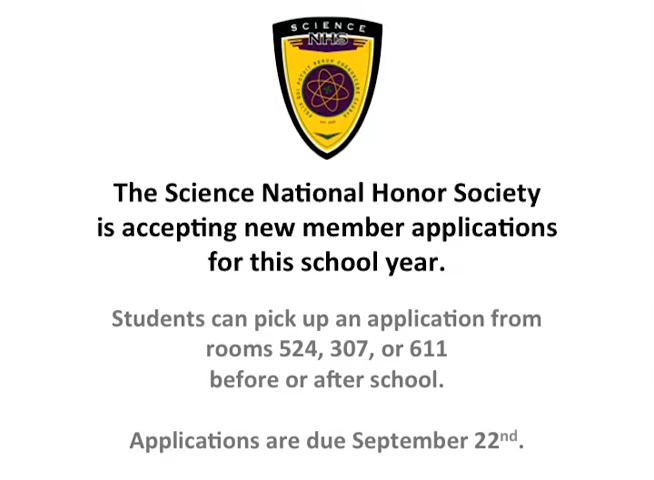 SCIENCE
NHS
The Science National Honor Society
is accepting new member applications
for this school year.
Students can pick up an application from
rooms 524, 307, or 611
before or after school.
Applications are due September 22nd.